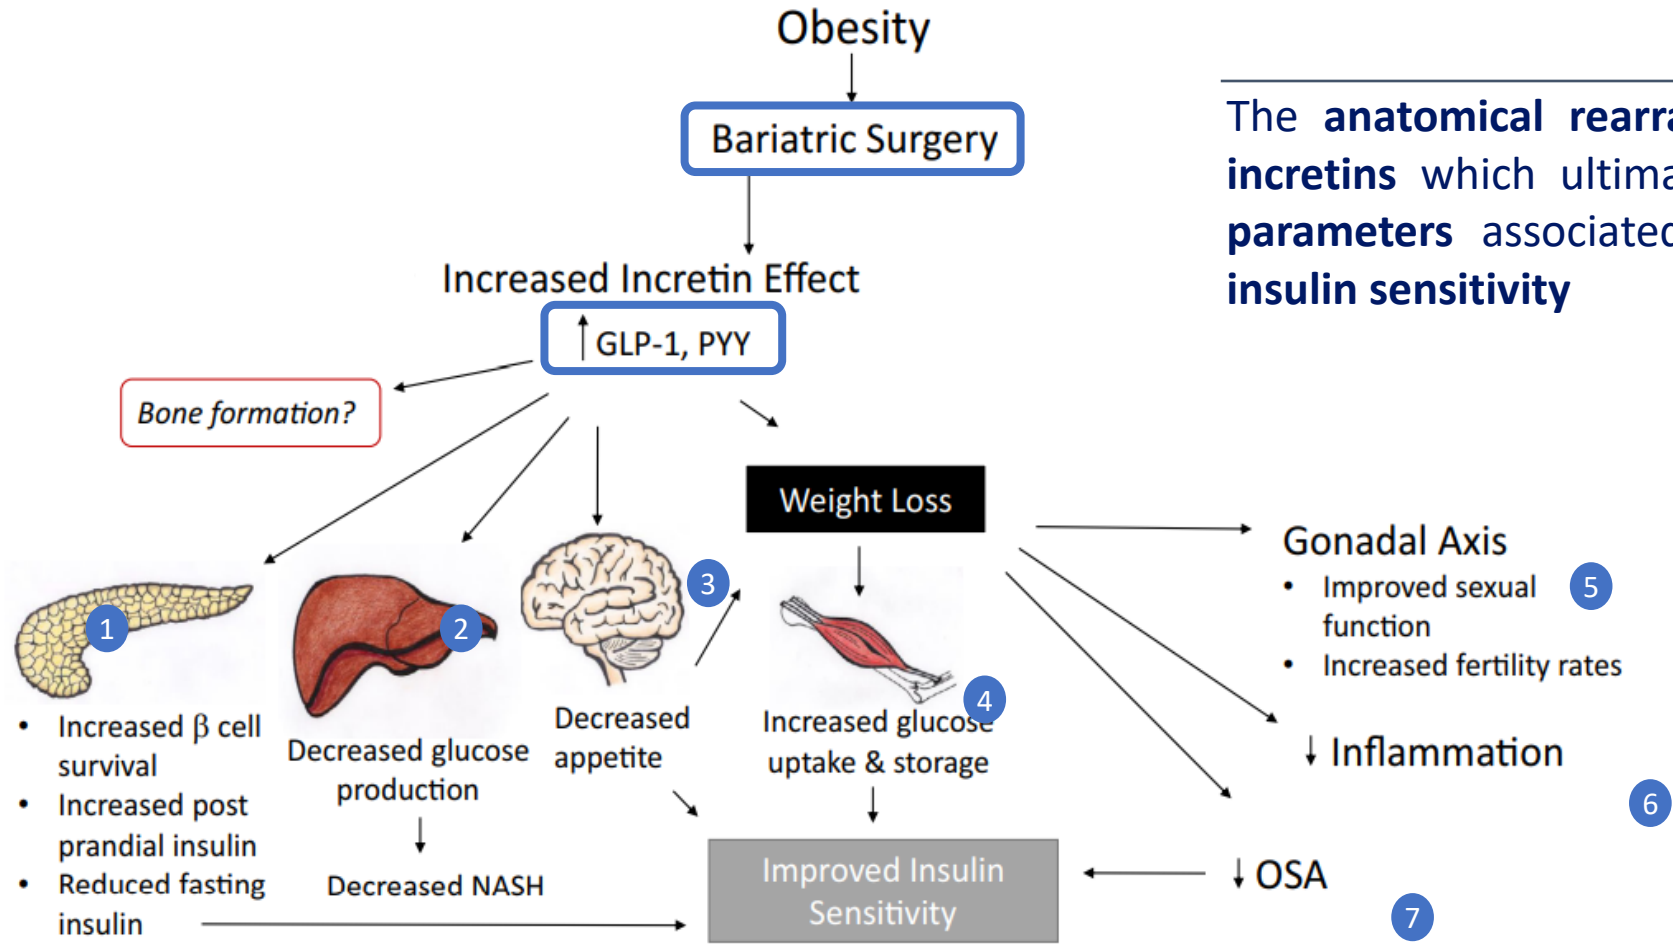 Obesity
Bariatric Surgery
The anatomical
incretins which
parameters associated
insulin sensitivity
Increased Incretin Effect
↑ GLP-1, PYY
Bone formation?
Weight Loss
1
• Increased β cell
survival
• Increased post
prandial insulin
• Reduced fasting
insulin
2
Decreased glucose
production
Decreased NASH
3
Decreased
appetite
4
Increased glucose
uptake & storage
Improved Insulin
Sensitivity
Gonadal Axis
• Improved sexual
function
• Increased fertility rates
5
↓ Inflammation
6
↓ OSA
7